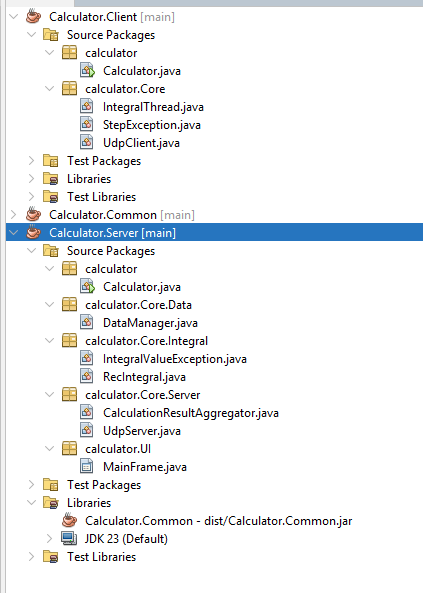 Calculator.Client [main]
Source Packages
calculator
Calculator.java
calculator.Core
IntegralThread.java
StepException.java
UdpClient.java
Test Packages
Libraries
Test Libraries
Calculator.Common [main]
Calculator.Server [main]
Source Packages
calculator
Calculator.java
calculator.Core.Data
DataManager.java
calculator.Core.Integral
IntegralValueException.java
RecIntegral.java
calculator.Core.Server
CalculationResultAggregator.java
UdpServer.java
calculator.UI
MainFrame.java
Test Packages
Libraries
Calculator.Common - dist/Calculator.Common.jar
JDK 23 (Default)
Test Libraries